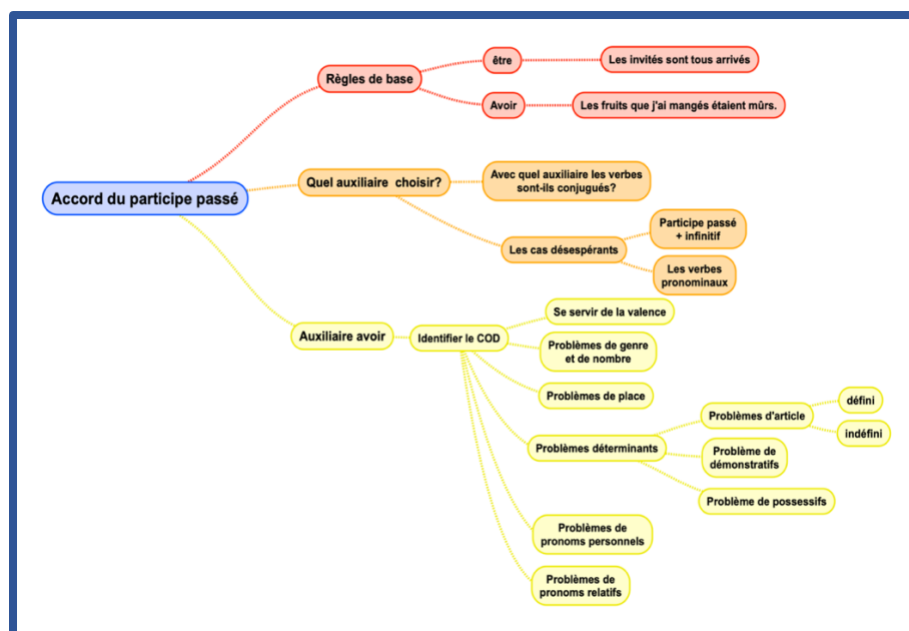 Accord du participe passé
Règles de base
être
Les invités sont tous arrivés
Avoir
Les fruits que j'ai mangés étaient mûrs.
Quel auxiliaire choisir?
Avec quel auxiliaire les verbes
sont-ils conjugués?
Les cas désespérants
Participe passé
+ infinitif
Les verbes
pronominaux
Auxiliaire avoir
Identifier le COD
Se servir de la valence
Problèmes de genre
et de nombre
Problèmes de place
Problèmes déterminants
Problèmes d'article
défini
indéfini
Problème de
démonstratifs
Problème de possessifs
Problèmes de
pronoms personnels
Problèmes de
pronoms relatifs